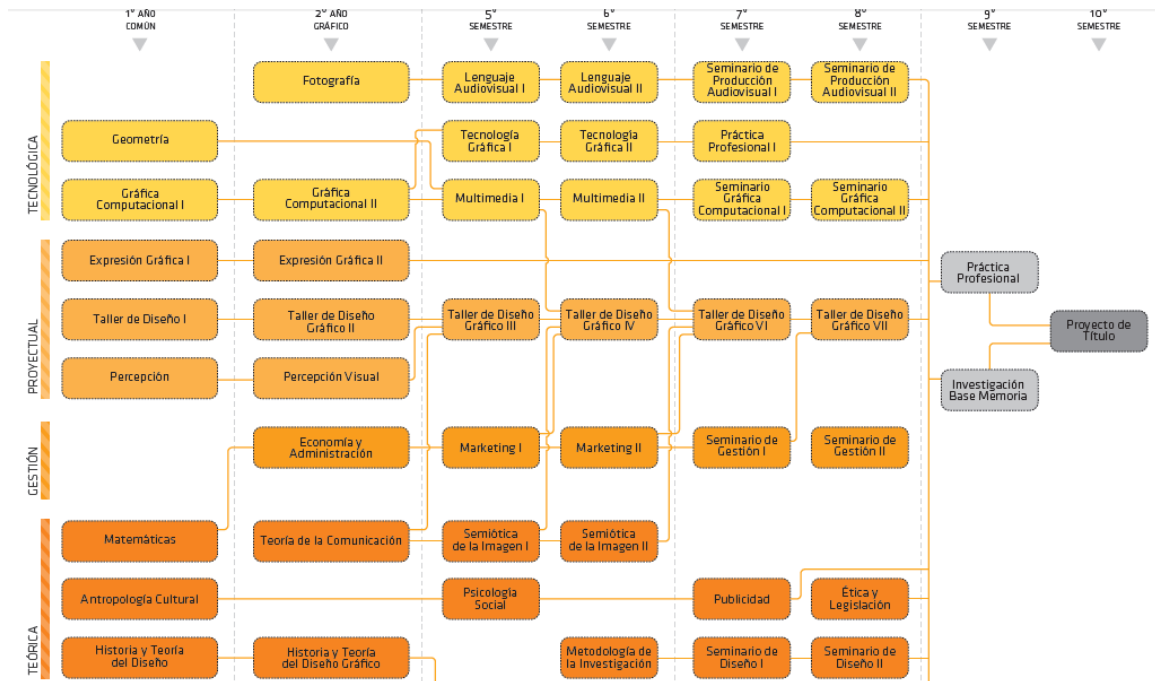 1° AÑO
COMÚN
2° AÑO
GRÁFICO
5°
SEMESTRE
6°
SEMESTRE
7°
SEMESTRE
8°
SEMESTRE
9°
SEMESTRE
10°
SEMESTRE
TECNOLÓGICA
Fotografía
Lenguaje
Audiovisual I
Lenguaje
Audiovisual II
Seminario de
Producción
Audiovisual I
Seminario de
Producción
Audiovisual II
Geometría
Tecnología
Gráfica I
Tecnología
Gráfica II
Práctica
Profesional I
Gráfica
Computacional I
Gráfica
Computacional II
Multimedia I
Multimedia II
Seminario
Gráfica
Computacional I
Seminario
Gráfica
Computacional II
PROYECTUAL
Expresión Gráfica I
Expresión Gráfica II
Práctica
Profesional
Taller de Diseño I
Taller de Diseño
Gráfico II
Taller de Diseño
Gráfico III
Taller de Diseño
Gráfico IV
Taller de Diseño
Gráfico VI
Taller de Diseño
Gráfico VII
Proyecto de
Título
Percepción
Percepción Visual
Investigación
Base Memoria
GESTIÓN
Economía y
Administración
Marketing I
Marketing II
Seminario de
Gestión I
Seminario de
Gestión II
TEÓRICA
Matemáticas
Teoría de la Comunicación
Semiótica
de la Imagen I
Semiótica
de la Imagen II
Antropología Cultural
Psicología
Social
Publicidad
Ética y
Legislación
Historia y Teoría
del Diseño
Historia y Teoría
del Diseño Gráfico
Metodología de
la Investigación
Seminario de
Diseño I
Seminario de
Diseño II